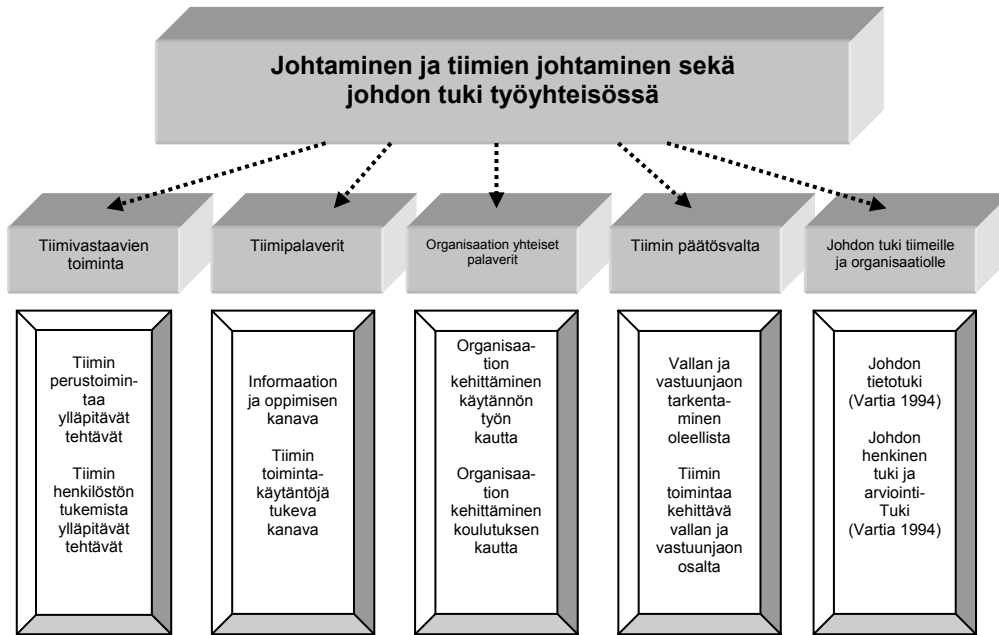 Johtaminen ja tiimien johtaminen sekä
johdon tuki työyhteisössä
Tiimivastaavien
toiminta
Tiimipalaverit
Organisaation yhteiset
palaverit
Tiimin päätösvalta
Johdon tuki tiimeille
ja organisaatiolle
Tiimin
perustoimin-
taa
ylläpitävät
tehtävät
Tiimin
henkilöstön
tukemista
ylläpitävät
tehtävät
Informaation
ja oppimisen
kanava
Tiimin
toiminta-
käytäntöjä
tukeva
kanava
Organisaa-
tion
kehittäminen
käytännön
työn
kautta
Organisaa-
tion
kehittäminen
koulutuksen
kautta
Vallan ja
vastuunjaon
tarkenta-
minen
oleellista
Tiimin
toimintaa
kehittävä
vallan ja
vastuunjaon
osalta
Johdon
tietotuki
(Vartia 1994)
Johdon
henkinen
tuki ja
arviointi-
Tuki
(Vartia 1994)